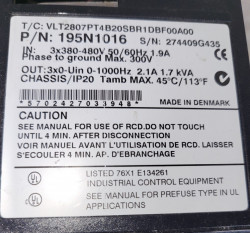 T/C: VLT2807PT4B20SBR1DBF00A00
P/N: 195N1016 S/N: 274409G435
IN: 3x380-480V 50/60Hz 1.9A
Phase to ground Max. 300V
OUT: 3x0-Uin 0-1000Hz 2.1A 1.7 kVA
CHASSIS/IP20 Tamb MAX. 45°C/113°F
*5702427033948*
CAUTION
SEE MANUAL FOR USE OF RCD.DO NOT TOUCH
UNTIL 4 MIN. AFTER DISCONNECTION
VOIR MANUEL AVANT L'UTILISATION DE RCD. LAISSER
S'ECOULER 4 MIN. AP. D'EBRANCHAGE
UL LISTED 76X1 E134261
INDUSTRIAL CONTROL EQUIPMENT
UL SEE MANUAL FOR PREFUSE TYPE IN UL
APPLICATIONS